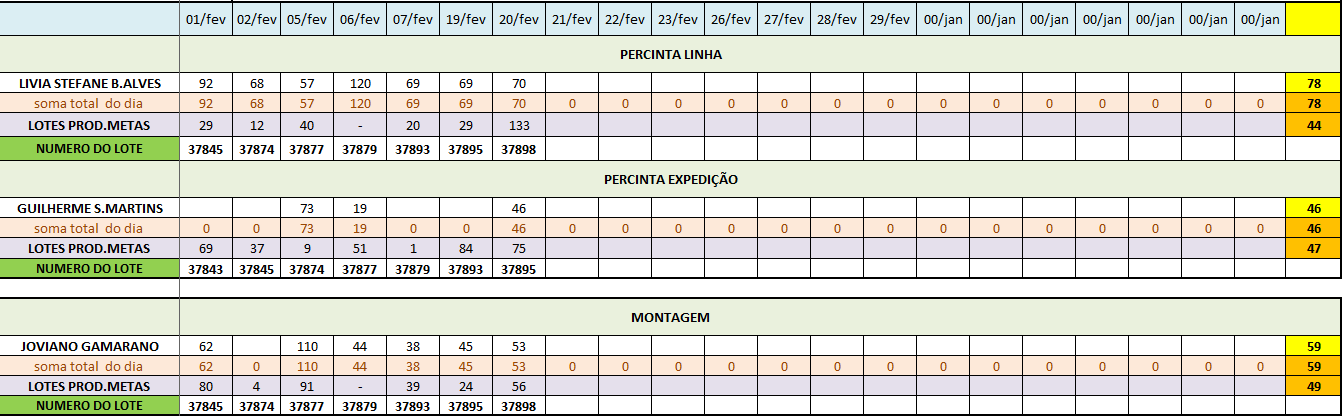 01/fev 02/fev 05/fev 06/fev 07/fev 19/fev 20/fev 21/fev 22/fev 23/fev 26/fev 27/fev 28/fev 29/fev 00/jan 00/jan 00/jan 00/jan 00/jan 00/jan 00/jan
PERCINTA LINHA
LIVIA STEFANE B.ALVES 92 68 57 120 69 69 70 78
soma total do dia 92 68 57 120 69 69 70 0 0 0 0 0 0 0 0 0 0 0 0 0 0 78
LOTES PROD.METAS 29 12 40 - 20 29 133 44
NUMERO DO LOTE 37845 37874 37877 37879 37893 37895 37898
PERCINTA EXPEDIÇÃO
GUILHERME S.MARTINS 73 19 46 46
soma total do dia 0 0 73 19 0 0 46 0 0 0 0 0 0 0 0 0 0 0 0 0 0 46
LOTES PROD.METAS 69 37 9 51 1 84 75 47
NUMERO DO LOTE 37843 37845 37874 37877 37879 37893 37895
MONTAGEM
JOVIANO GAMARANO 62 110 44 38 45 53 59
soma total do dia 62 0 110 44 38 45 53 0 0 0 0 0 0 0 0 0 0 0 0 0 0 59
LOTES PROD.METAS 80 4 91 - 39 24 56 49
NUMERO DO LOTE 37845 37874 37877 37879 37893 37895 37898